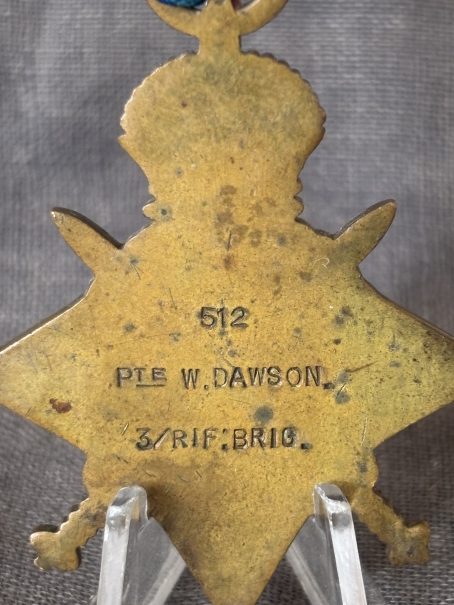 512
PTE W. DAWSON.
3/RIF:BRIG.